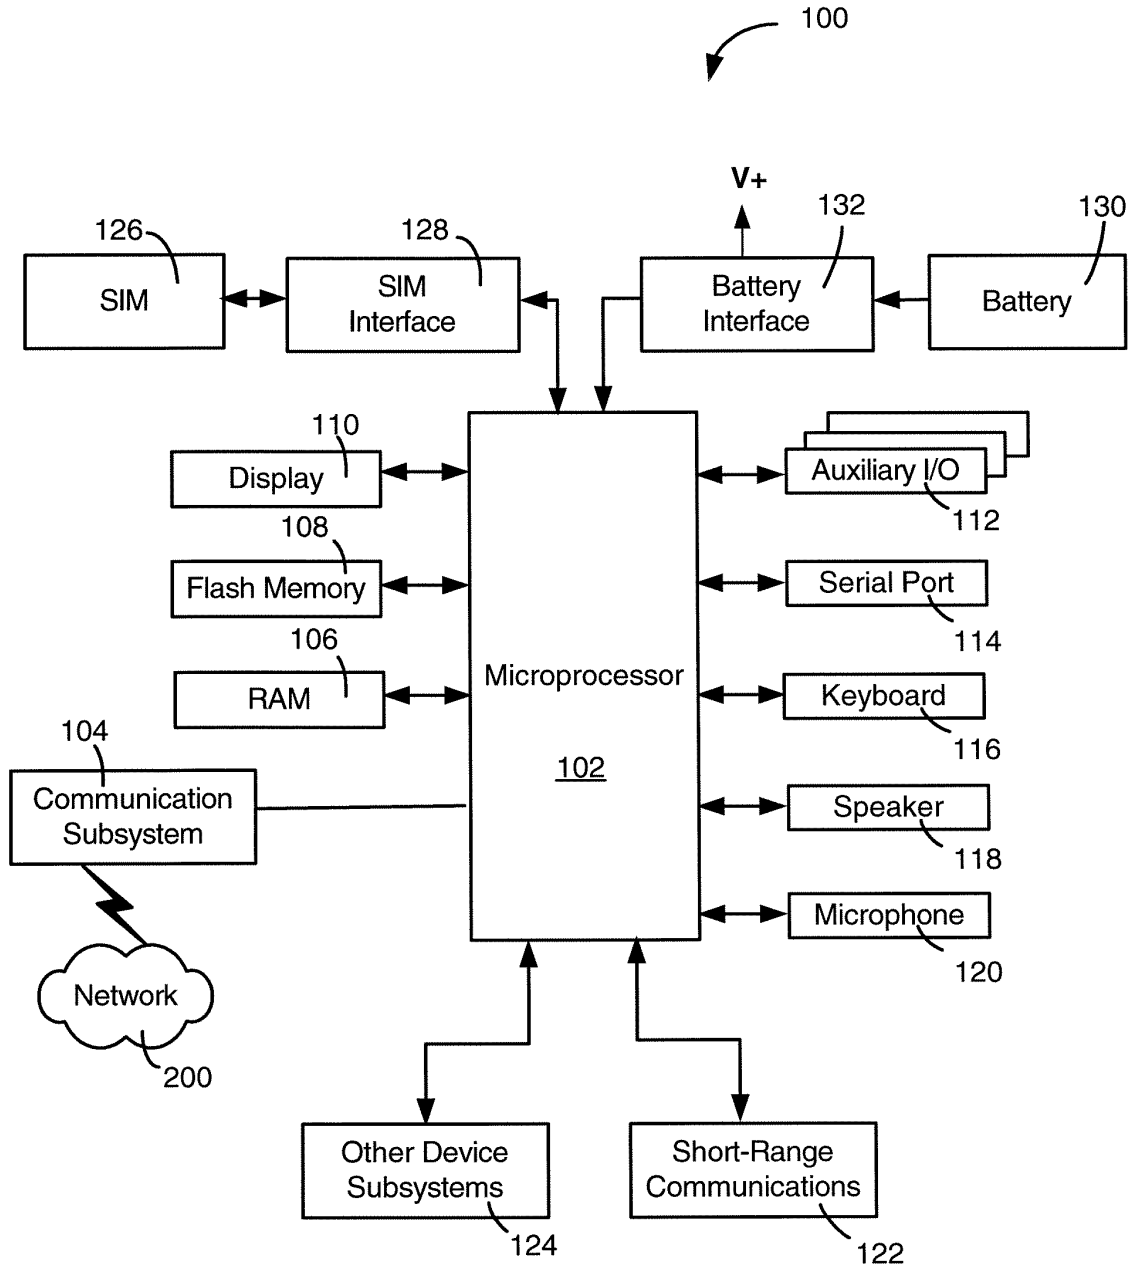 100
V+
126
128
132
130
SIM
SIM
Interface
Battery
Interface
Battery
110
Display
Auxiliary I/O
112
108
Flash Memory
Serial Port
114
106
RAM
Microprocessor
102
Keyboard
116
104
Communication
Subsystem
Speaker
118
Microphone
120
Network
200
Other Device
Subsystems
124
Short-Range
Communications
122